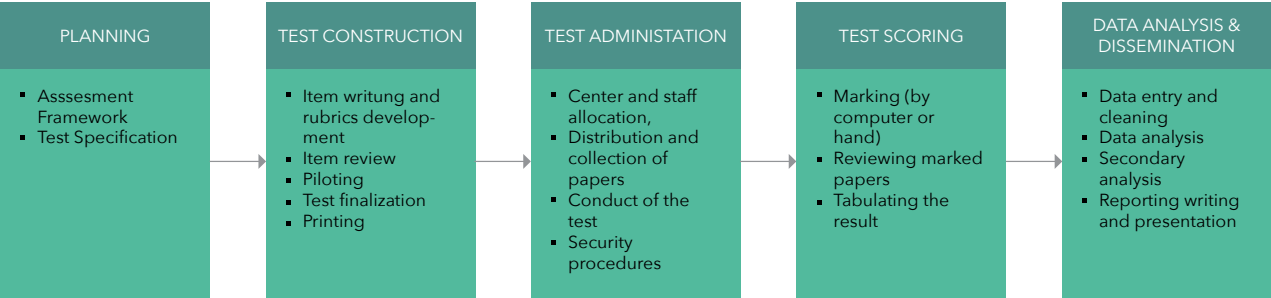 PLANNING
▪ Asssesment
Framework
▪ Test Specification
TEST CONSTRUCTION
▪ Item writung and
rubrics develop-
ment
▪ Item review
▪ Piloting
▪ Test finalization
▪ Printing
TEST ADMINISTATION
▪ Center and staff
allocation,
▪ Distribution and
collection of
papers
▪ Conduct of the
test
▪ Security
procedures
TEST SCORING
▪ Marking (by
computer or
hand)
▪ Reviewing marked
papers
▪ Tabulating the
result
DATA ANALYSIS &
DISSEMINATION
▪ Data entry and
cleaning
▪ Data analysis
▪ Secondary
analysis
▪ Reporting writing
and presentation